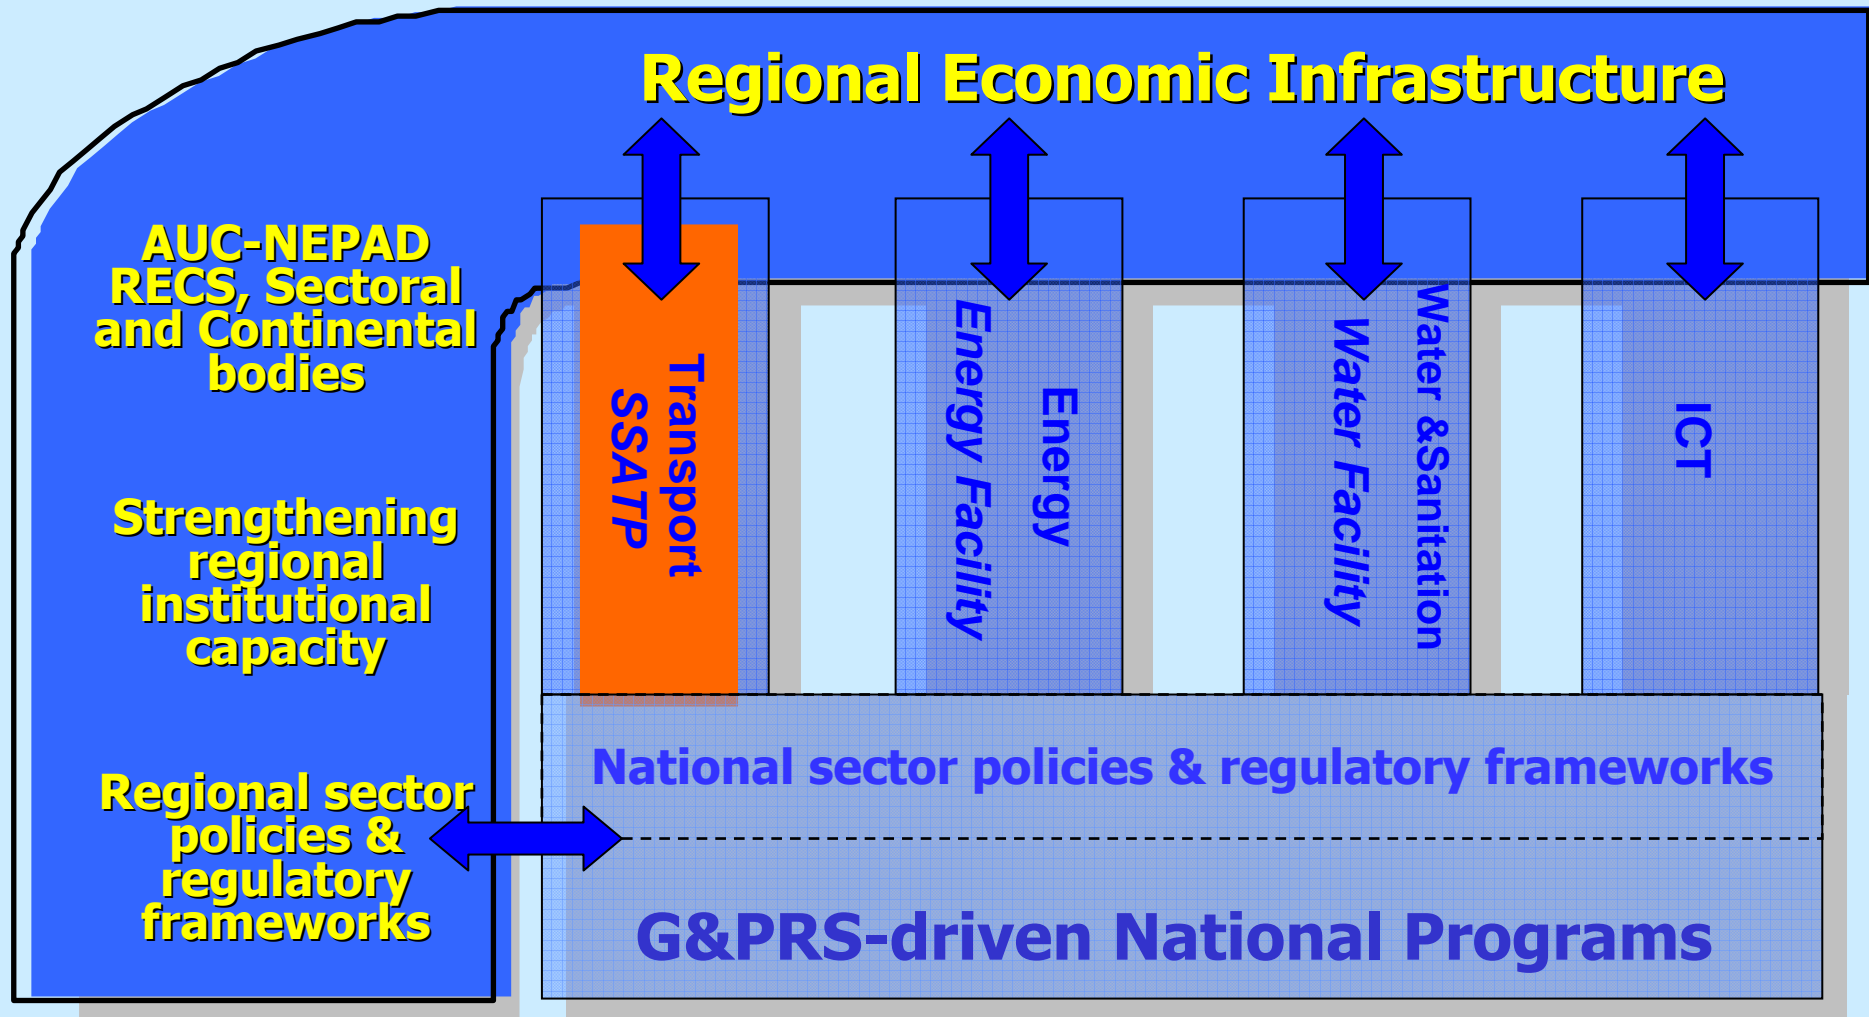 Regional Economic Infrastructure
AUC-NEPAD
RECS, Sectoral
and Continental
bodies
Strengthening
regional
institutional
capacity
Regional sector
policies &
regulatory
frameworks
Transport
SSATP
Energy
Energy Facility
Water &Sanitation
Water Facility
ICT
National sector policies & regulatory frameworks
G&PRS-driven National Programs